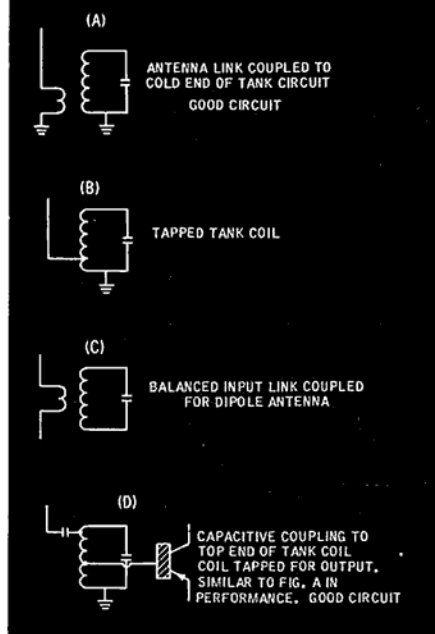 (A)
ANTENNA LINK COUPLED TO
COLD END OF TANK CIRCUIT
GOOD CIRCUIT
(B)
TAPPED TANK COIL
(C)
BALANCED INPUT LINK COUPLED
FOR DIPOLE ANTENNA
(D)
CAPACITIVE COUPLING TO
TOP END OF TANK COIL
COIL TAPPED FOR OUTPUT.
SIMILAR TO FIG. A IN
PERFORMANCE. GOOD CIRCUIT